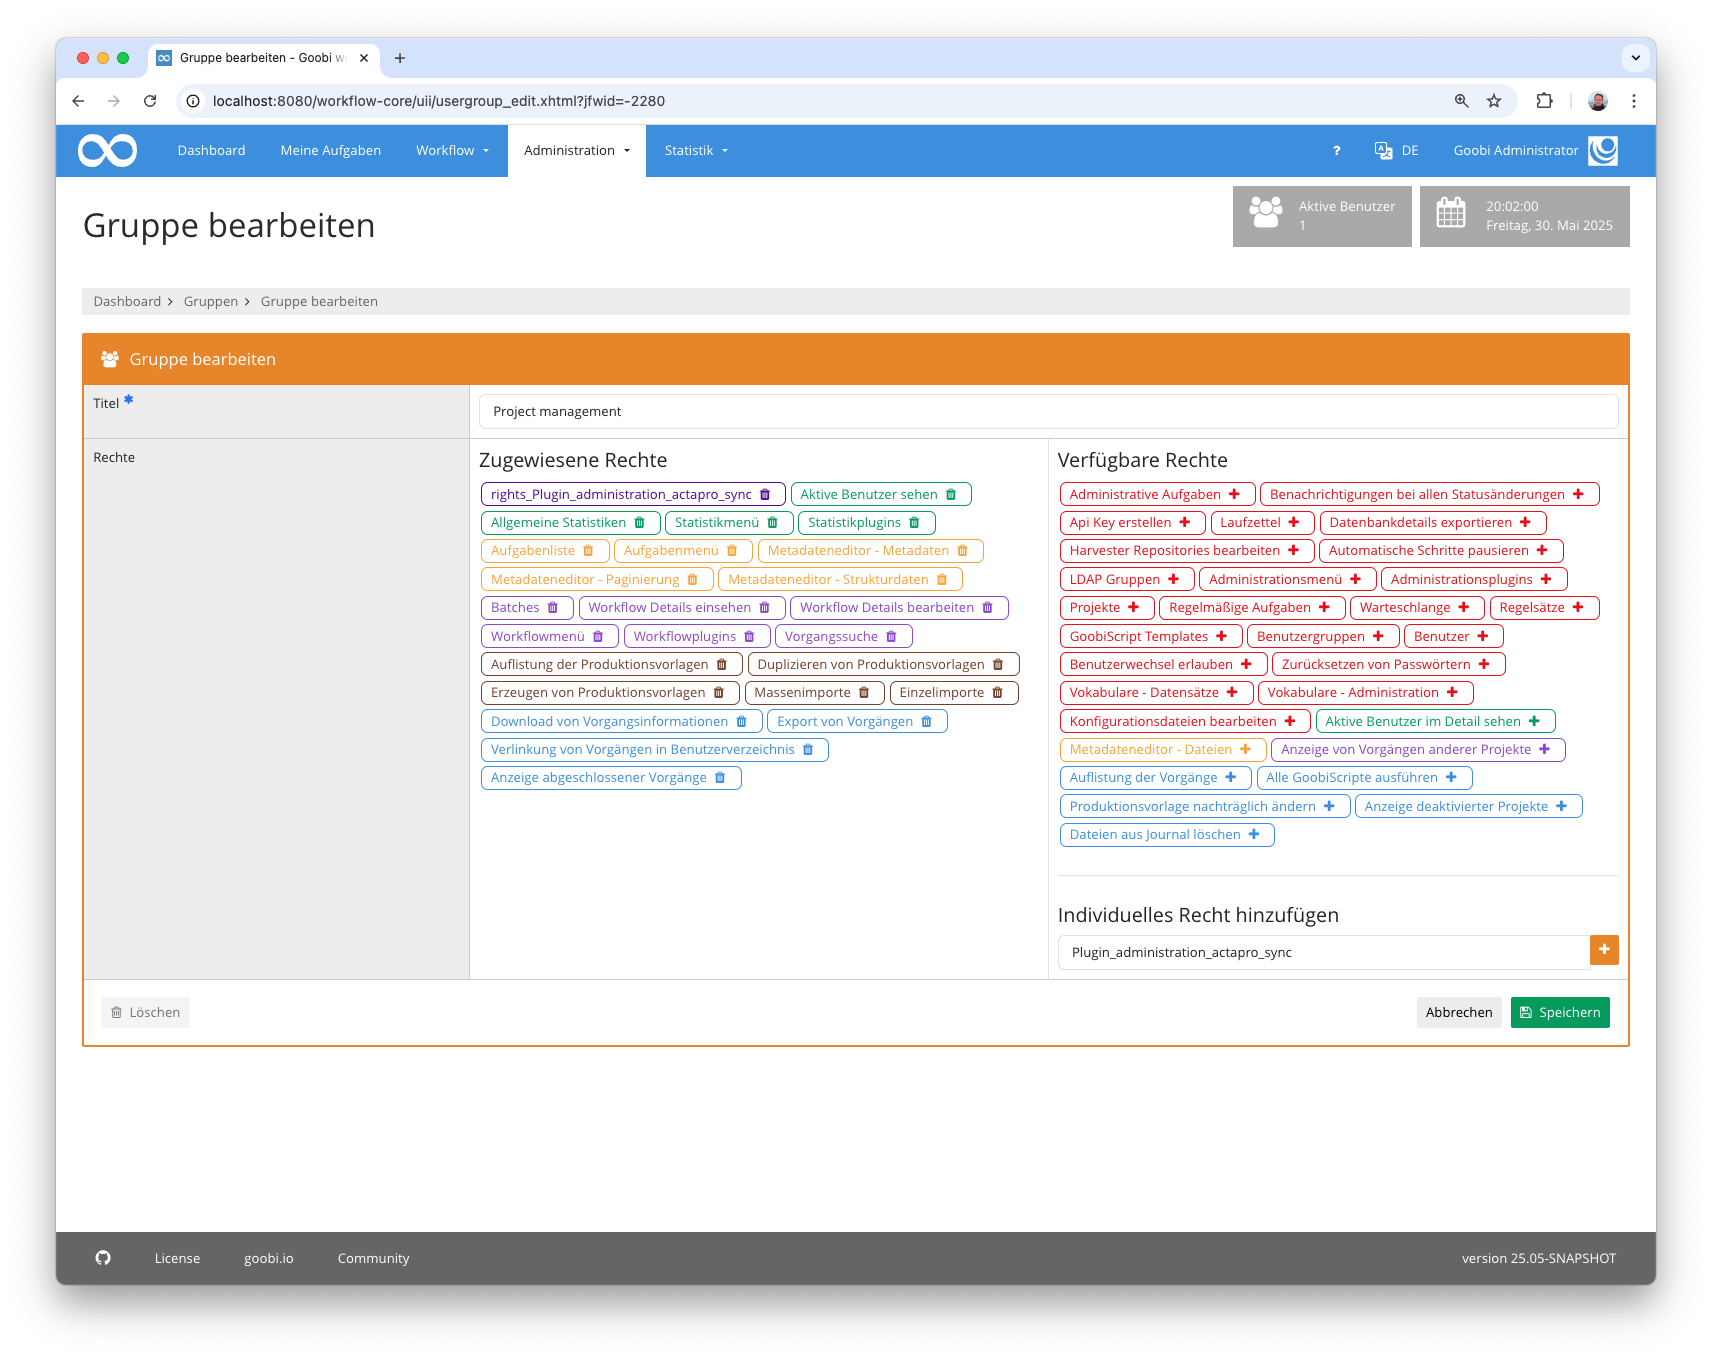 Gruppe bearbeiten - Goobi w
localhost:8080/workflow-core/uii/usergroup_edit.xhtml?jfwid=-2280
Dashboard Meine Aufgaben Workflow Administration Statistik ? DE Goobi Administrator
Gruppe bearbeiten
Aktive Benutzer
1
20:02:00
Freitag, 30. Mai 2025
Dashboard Gruppen Gruppe bearbeiten
Gruppe bearbeiten
Titel
Project management
Rechte
Zugewiesene Rechte
rights_Plugin_administration_actapro_sync Aktive Benutzer sehen
Allgemeine Statistiken Statistikmenü Statistikplugins
Aufgabenliste Aufgabenmenü Metadateneditor - Metadaten
Metadateneditor - Paginierung Metadateneditor - Strukturdaten
Batches Workflow Details einsehen Workflow Details bearbeiten
Workflowmenü Workflowplugins Vorgangssuche
Auflistung der Produktionsvorlagen Duplizieren von Produktionsvorlagen
Erzeugen von Produktionsvorlagen Massenimporte Einzelimporte
Download von Vorgangsinformationen Export von Vorgängen
Verlinkung von Vorgängen in Benutzerverzeichnis
Anzeige abgeschlossener Vorgänge
Verfügbare Rechte
Administrative Aufgaben Benachrichtigungen bei allen Statusänderungen
Api Key erstellen Laufzettel Datenbankdetails exportieren
Harvester Repositories bearbeiten Automatische Schritte pausieren
LDAP Gruppen Administrationsmenü Administrationsplugins
Projekte Regelmäßige Aufgaben Warteschlange Regelsätze
GoobiScript Templates Benutzergruppen Benutzer
Benutzerwechsel erlauben Zurücksetzen von Passwörtern
Vokabulare - Datensätze Vokabulare - Administration
Konfigurationsdateien bearbeiten Aktive Benutzer im Detail sehen
Metadateneditor - Dateien Anzeige von Vorgängen anderer Projekte
Auflistung der Vorgänge Alle GoobiScripte ausführen
Produktionsvorlage nachträglich ändern Anzeige deaktivierter Projekte
Dateien aus Journal löschen
Individuelles Recht hinzufügen
Plugin_administration_actapro_sync
Löschen Abbrechen Speichern
License goobi.io Community version 25.05-SNAPSHOT